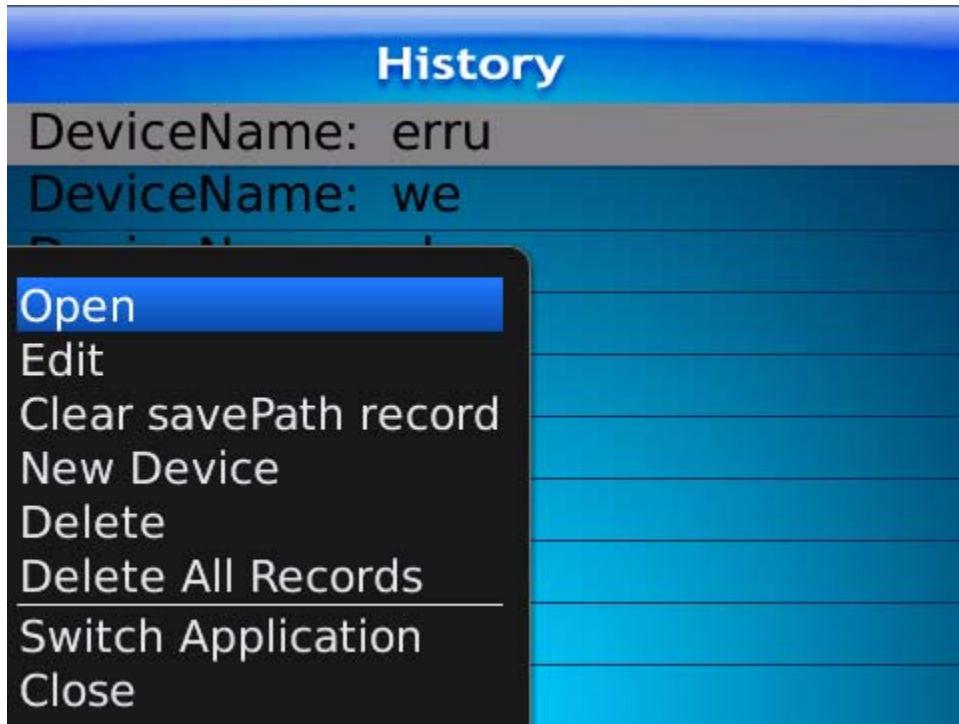 History
DeviceName: erru
DeviceName: we
Open
Edit
Clear savePath record
New Device
Delete
Delete All Records
Switch Application
Close